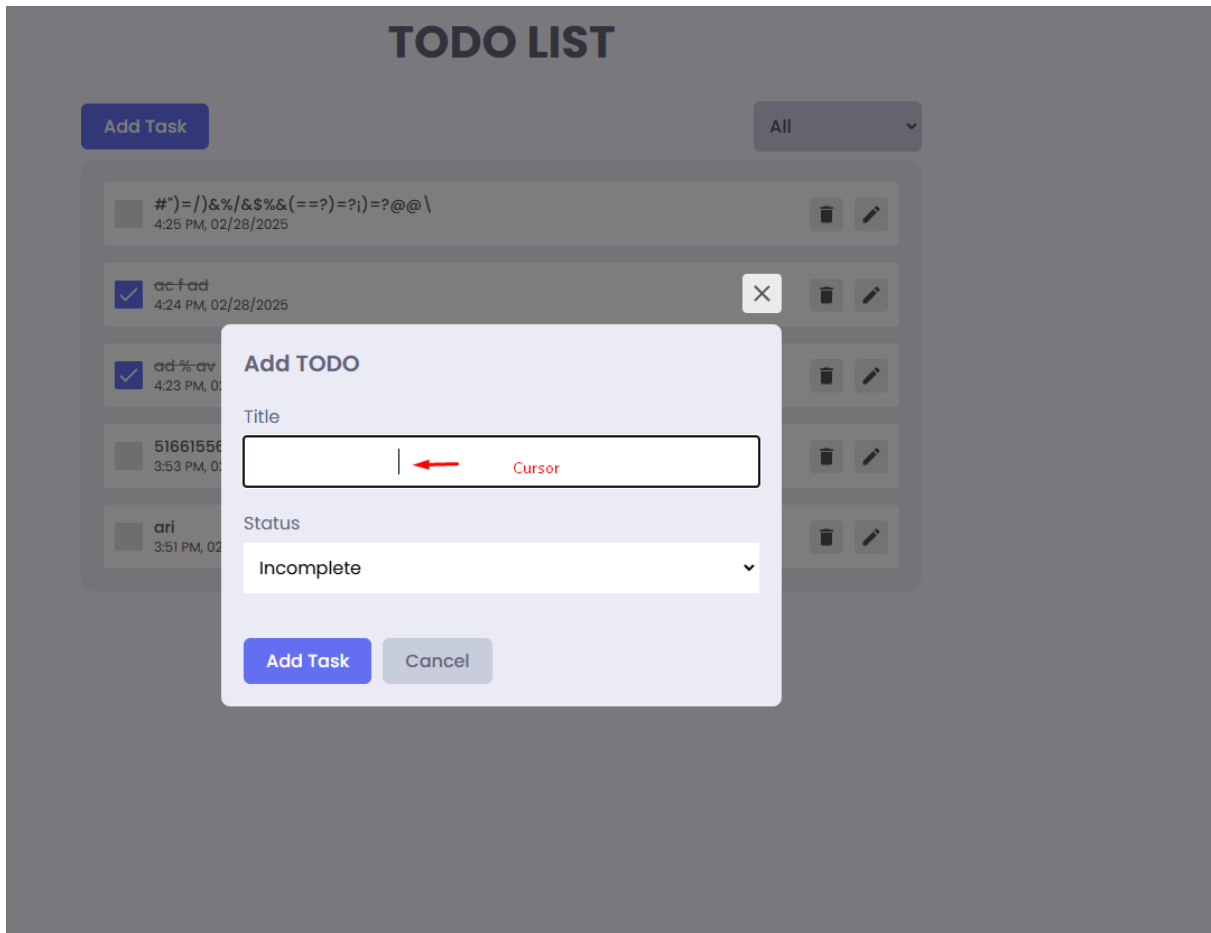 TODO LIST
Add Task
All
#")=/)&%/&$%&(==?)=?¡)=?@@\
4:25 PM, 02/28/2025
ac f ad
4:24 PM, 02/28/2025
ad % av
4:23 PM, 0
51661556
3:53 PM, 0
ari
3:51 PM, 02
Add TODO
Title
Cursor
Status
Incomplete
Add Task
Cancel